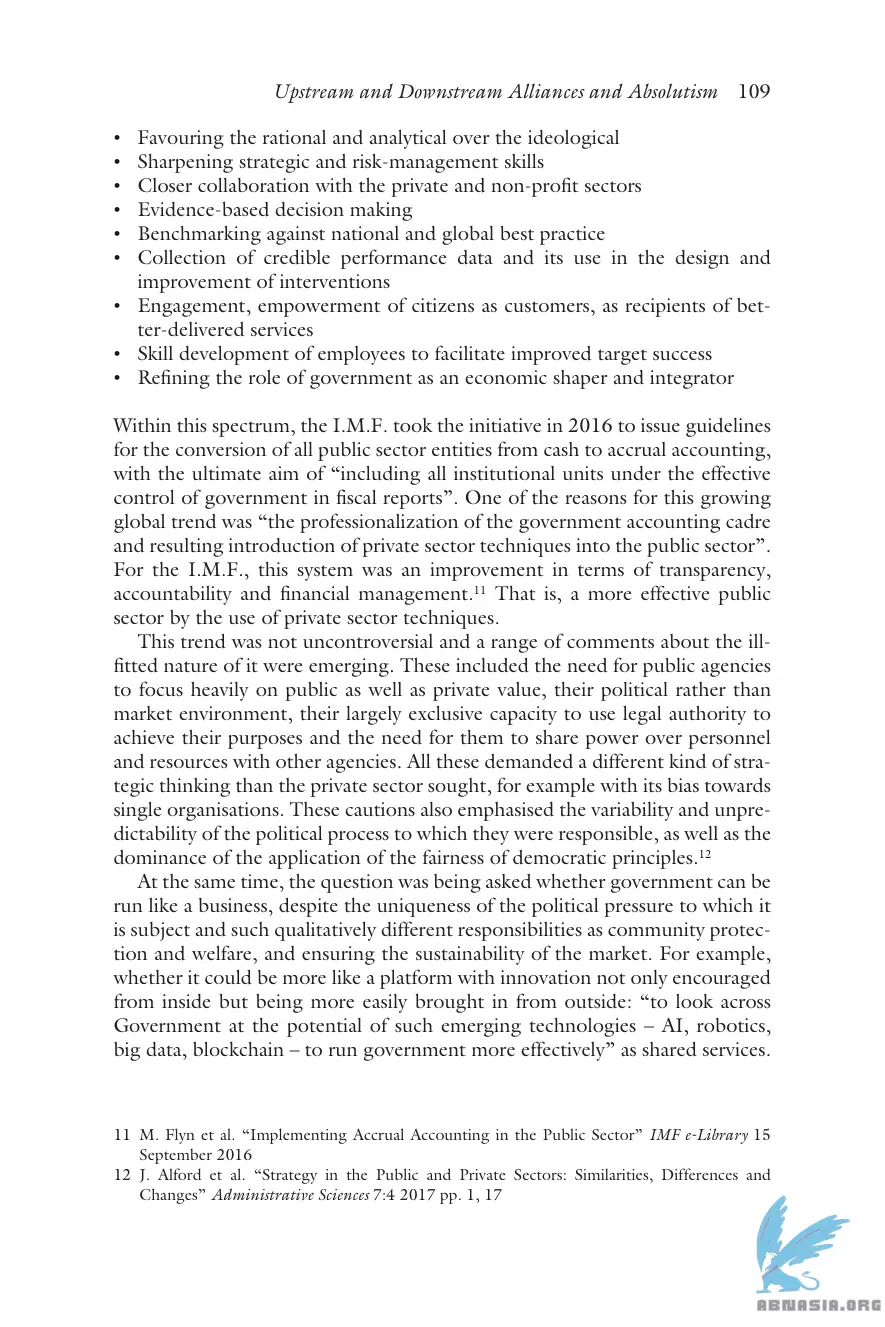 Upstream and Downstream Alliances and Absolutism 109
• Favouring the rational and analytical over the ideological
• Sharpening strategic and risk-management skills
• Closer collaboration with the private and non-profit sectors
• Evidence-based decision making
• Benchmarking against national and global best practice
• Collection of credible performance data and its use in the design and
improvement of interventions
• Engagement, empowerment of citizens as customers, as recipients of bet-
ter-delivered services
• Skill development of employees to facilitate improved target success
• Refining the role of government as an economic shaper and integrator
Within this spectrum, the I.M.F. took the initiative in 2016 to issue guidelines
for the conversion of all public sector entities from cash to accrual accounting,
with the ultimate aim of “including all institutional units under the effective
control of government in fiscal reports”. One of the reasons for this growing
global trend was “the professionalization of the government accounting cadre
and resulting introduction of private sector techniques into the public sector”.
For the I.M.F., this system was an improvement in terms of transparency,
accountability and financial management.¹¹ That is, a more effective public
sector by the use of private sector techniques.
This trend was not uncontroversial and a range of comments about the ill-
fitted nature of it were emerging. These included the need for public agencies
to focus heavily on public as well as private value, their political rather than
market environment, their largely exclusive capacity to use legal authority to
achieve their purposes and the need for them to share power over personnel
and resources with other agencies. All these demanded a different kind of stra-
tegic thinking than the private sector sought, for example with its bias towards
single organisations. These cautions also emphasised the variability and unpre-
dictability of the political process to which they were responsible, as well as the
dominance of the application of the fairness of democratic principles.¹²
At the same time, the question was being asked whether government can be
run like a business, despite the uniqueness of the political pressure to which it
is subject and such qualitatively different responsibilities as community protec-
tion and welfare, and ensuring the sustainability of the market. For example,
whether it could be more like a platform with innovation not only encouraged
from inside but being more easily brought in from outside: “to look across
Government at the potential of such emerging technologies – AI, robotics,
big data, blockchain – to run government more effectively” as shared services.
11 M. Flyn et al. “Implementing Accrual Accounting in the Public Sector” IMF e-Library 15
September 2016
12 J. Alford et al. “Strategy in the Public and Private Sectors: Similarities, Differences and
Changes” Administrative Sciences 7:4 2017 pp. 1, 17
ABNASIA.ORG